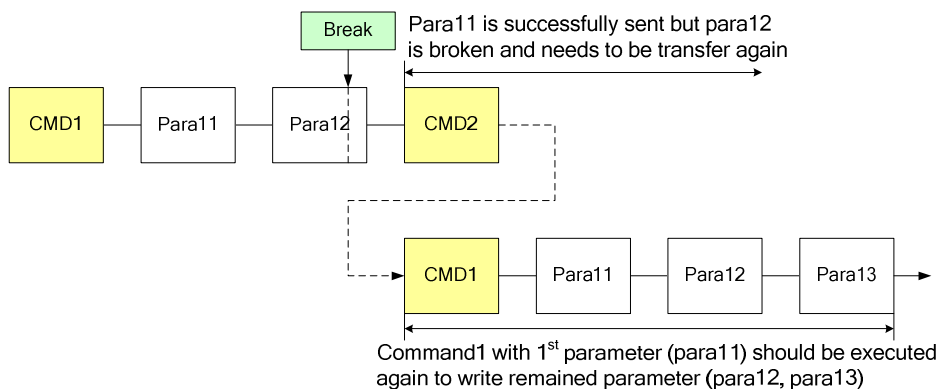 Break
Para11 is successfully sent but para12
is broken and needs to be transfer again
CMD1
Para11
Para12
CMD2
CMD1
Para11
Para12
Para13
Command1 with 1st parameter (para11) should be executed
again to write remained parameter (para12, para13)